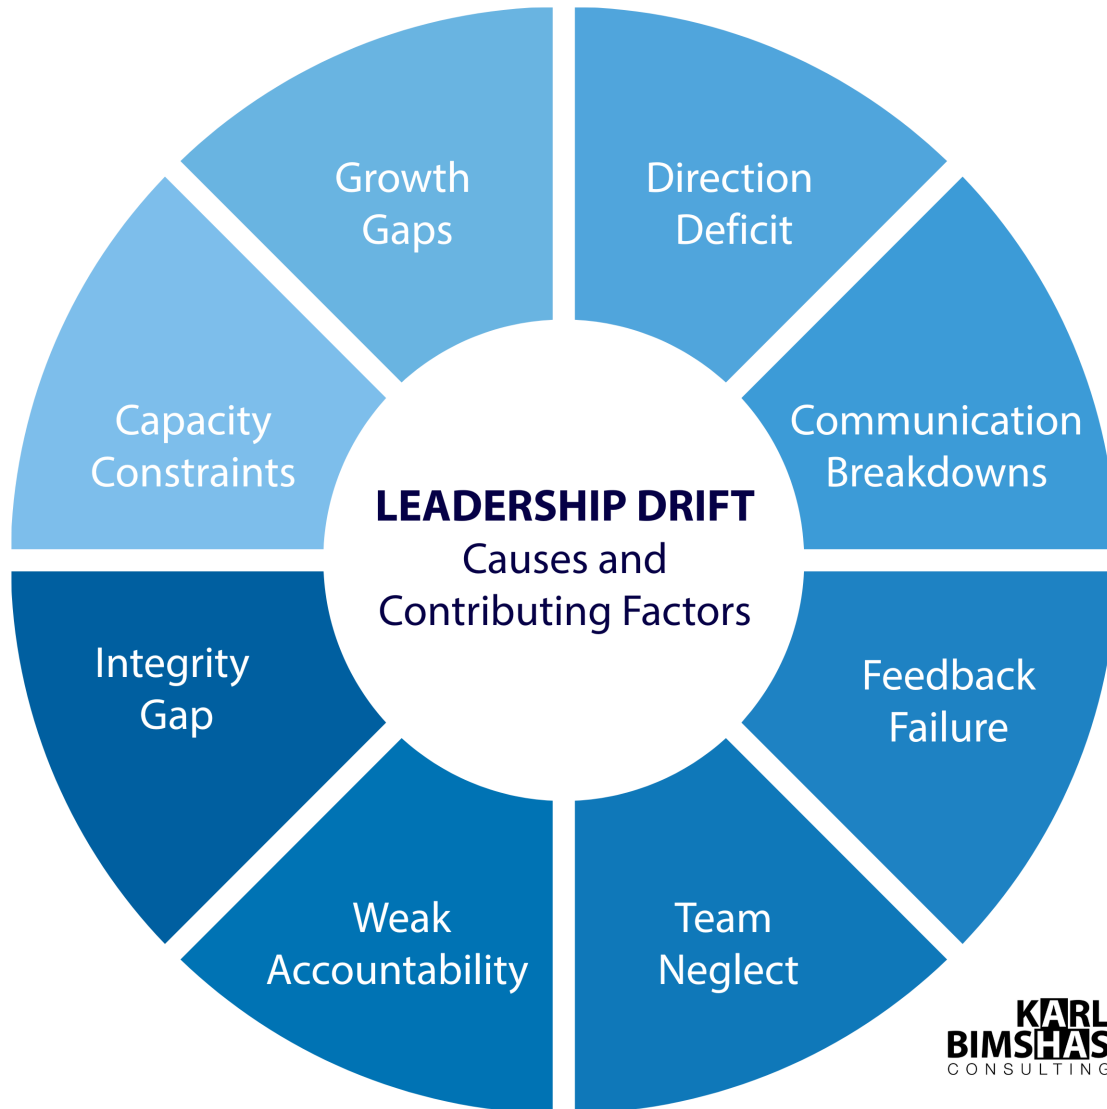 Growth
Gaps
Direction
Deficit
Capacity
Constraints
Communication
Breakdowns
LEADERSHIP DRIFT
Causes and
Contributing Factors
Integrity
Gap
Feedback
Failure
Weak
Accountability
Team
Neglect
KARL
BIMSHAS
CONSULTING